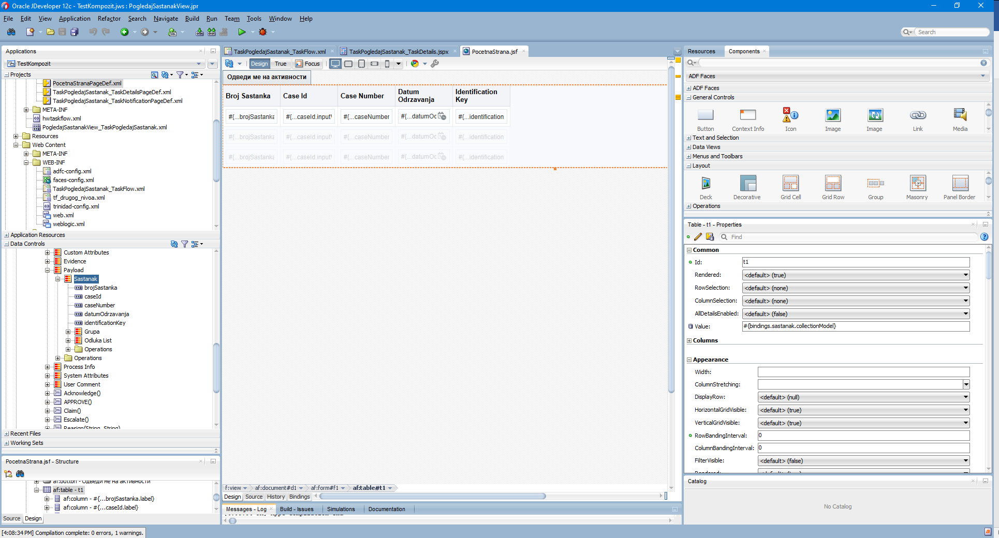 Oracle JDeveloper 12c - TestKompozit.jws : PogledajSastanakView.jpr
File Edit View Application Refactor Search Navigate Build Run Team Tools Window Help
Search
Applications
TestKompozit
Projects
PocetnaStranaPageDef.xml
TaskPogledajSastanak_TaskDetailsPageDef.xml
TaskPogledajSastanak_TaskNotificationPageDef.xml
META-INF
hwtaskflow.xml
PogledajSastanakView_TaskPogledajSastanak.xml
Resources
Web Content
META-INF
WEB-INF
adfc-config.xml
faces-config.xml
TaskPogledajSastanak_TaskFlow.xml
tf_drugog_nivoa.xml
trinidad-config.xml
web.xml
weblogic.xml
Application Resources
Data Controls
Custom Attributes
Evidence
Payload
Sastanak
brojSastanka
caseId
caseNumber
datumOdrzavanja
identificationKey
Grupa
Odluka List
Operations
Operations
Process Info
System Attributes
User Comment
Acknowledge()
APPROVE()
Claim()
Escalate()
Reasign(String, String)
Recent Files
Working Sets
PocetnaStrana.jsf - Structure
af:button - Одведи ме на активности
af:table - t1
af:column - #{...brojSastanka.label}
af:column - #{...caseId.label}
Source Design
[4:08:34 PM] Compilation complete: 0 errors, 1 warnings.
TaskPogledajSastanak_TaskFlow.xml TaskPogledajSastanak_TaskDetails.jspx PocetnaStrana.jsf
Design True Focus
Одведи ме на активности
Broj Sastanka Case Id Case Number Datum Odrzavanja Identification Key
#{...brojSastanka #{...caseId.input #{...caseNumber #{...datumOd #{...identification
#{...brojSastanka #{...caseId.input #{...caseNumber #{...datumOd #{...identification
#{...brojSastanka #{...caseId.input #{...caseNumber #{...datumOd #{...identification
f:view af:document#d1 af:form#f1 af:table#t1
Design Source History Bindings
Messages - Log Build - Issues Simulations Documentation
Resources Components
ADF Faces
ADF Faces
General Controls
Button Context Info Icon Image Image Link Media
Text and Selection
Data Views
Menus and Toolbars
Layout
Deck Decorative Grid Cell Grid Row Group Masonry Panel Border
Operations
Table - t1 - Properties
Find
Common
Id: t1
Rendered: <default> (true)
RowSelection: <default> (none)
ColumnSelection: <default> (none)
AllDetailsEnabled: <default> (false)
Value: #{bindings.sastanak.collectionModel}
Columns
Appearance
Width:
ColumnStretching:
DisplayRow: <default> (null)
HorizontalGridVisible: <default> (true)
VerticalGridVisible: <default> (true)
RowBandingInterval: 0
ColumnBandingInterval: 0
FilterVisible: <default> (false)
Catalog
No Catalog